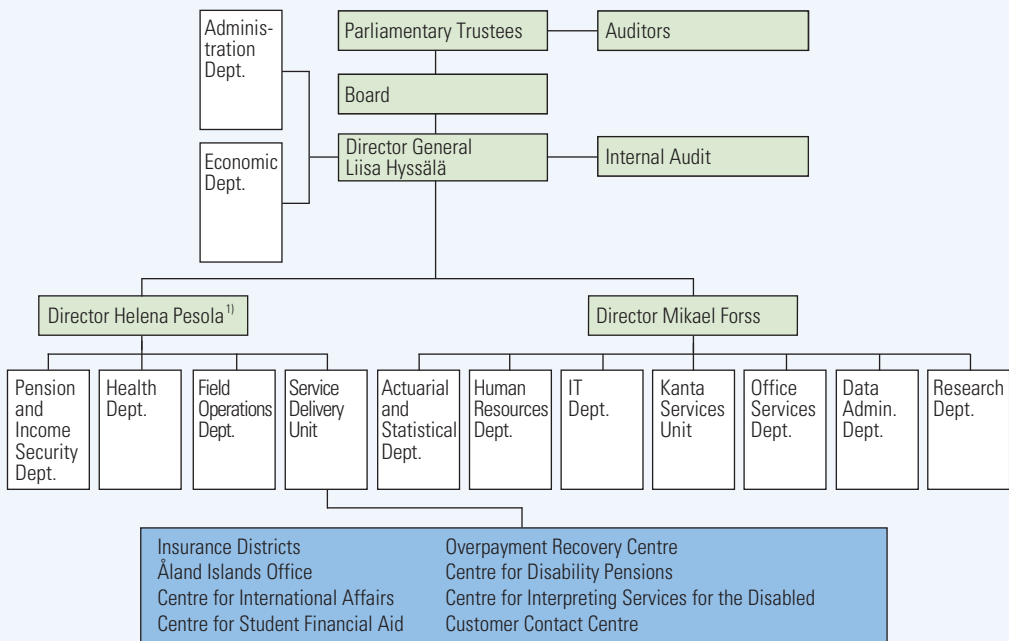 Adminis-
tration
Dept.
Parliamentary Trustees
Auditors
Board
Economic
Dept.
Director General
Liisa Hyssälä
Internal Audit
Director Helena Pesola 1)
Director Mikael Forss
Pension
and
Income
Security
Dept.
Health
Dept.
Field
Operations
Dept.
Service
Delivery
Unit
Actuarial
and
Statistical
Dept.
Human
Resources
Dept.
IT
Dept.
Kanta
Services
Unit
Office
Services
Dept.
Data
Admin.
Dept.
Research
Dept.
Insurance Districts
Åland Islands Office
Centre for International Affairs
Centre for Student Financial Aid
Overpayment Recovery Centre
Centre for Disability Pensions
Centre for Interpreting Services for the Disabled
Customer Contact Centre